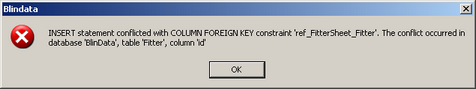 Blindata
INSERT statement conflicted with COLUMN FOREIGN KEY constraint 'ref_FitterSheet_Fitter'. The conflict occurred in
database 'BlinData', table 'Fitter', column 'id'
OK